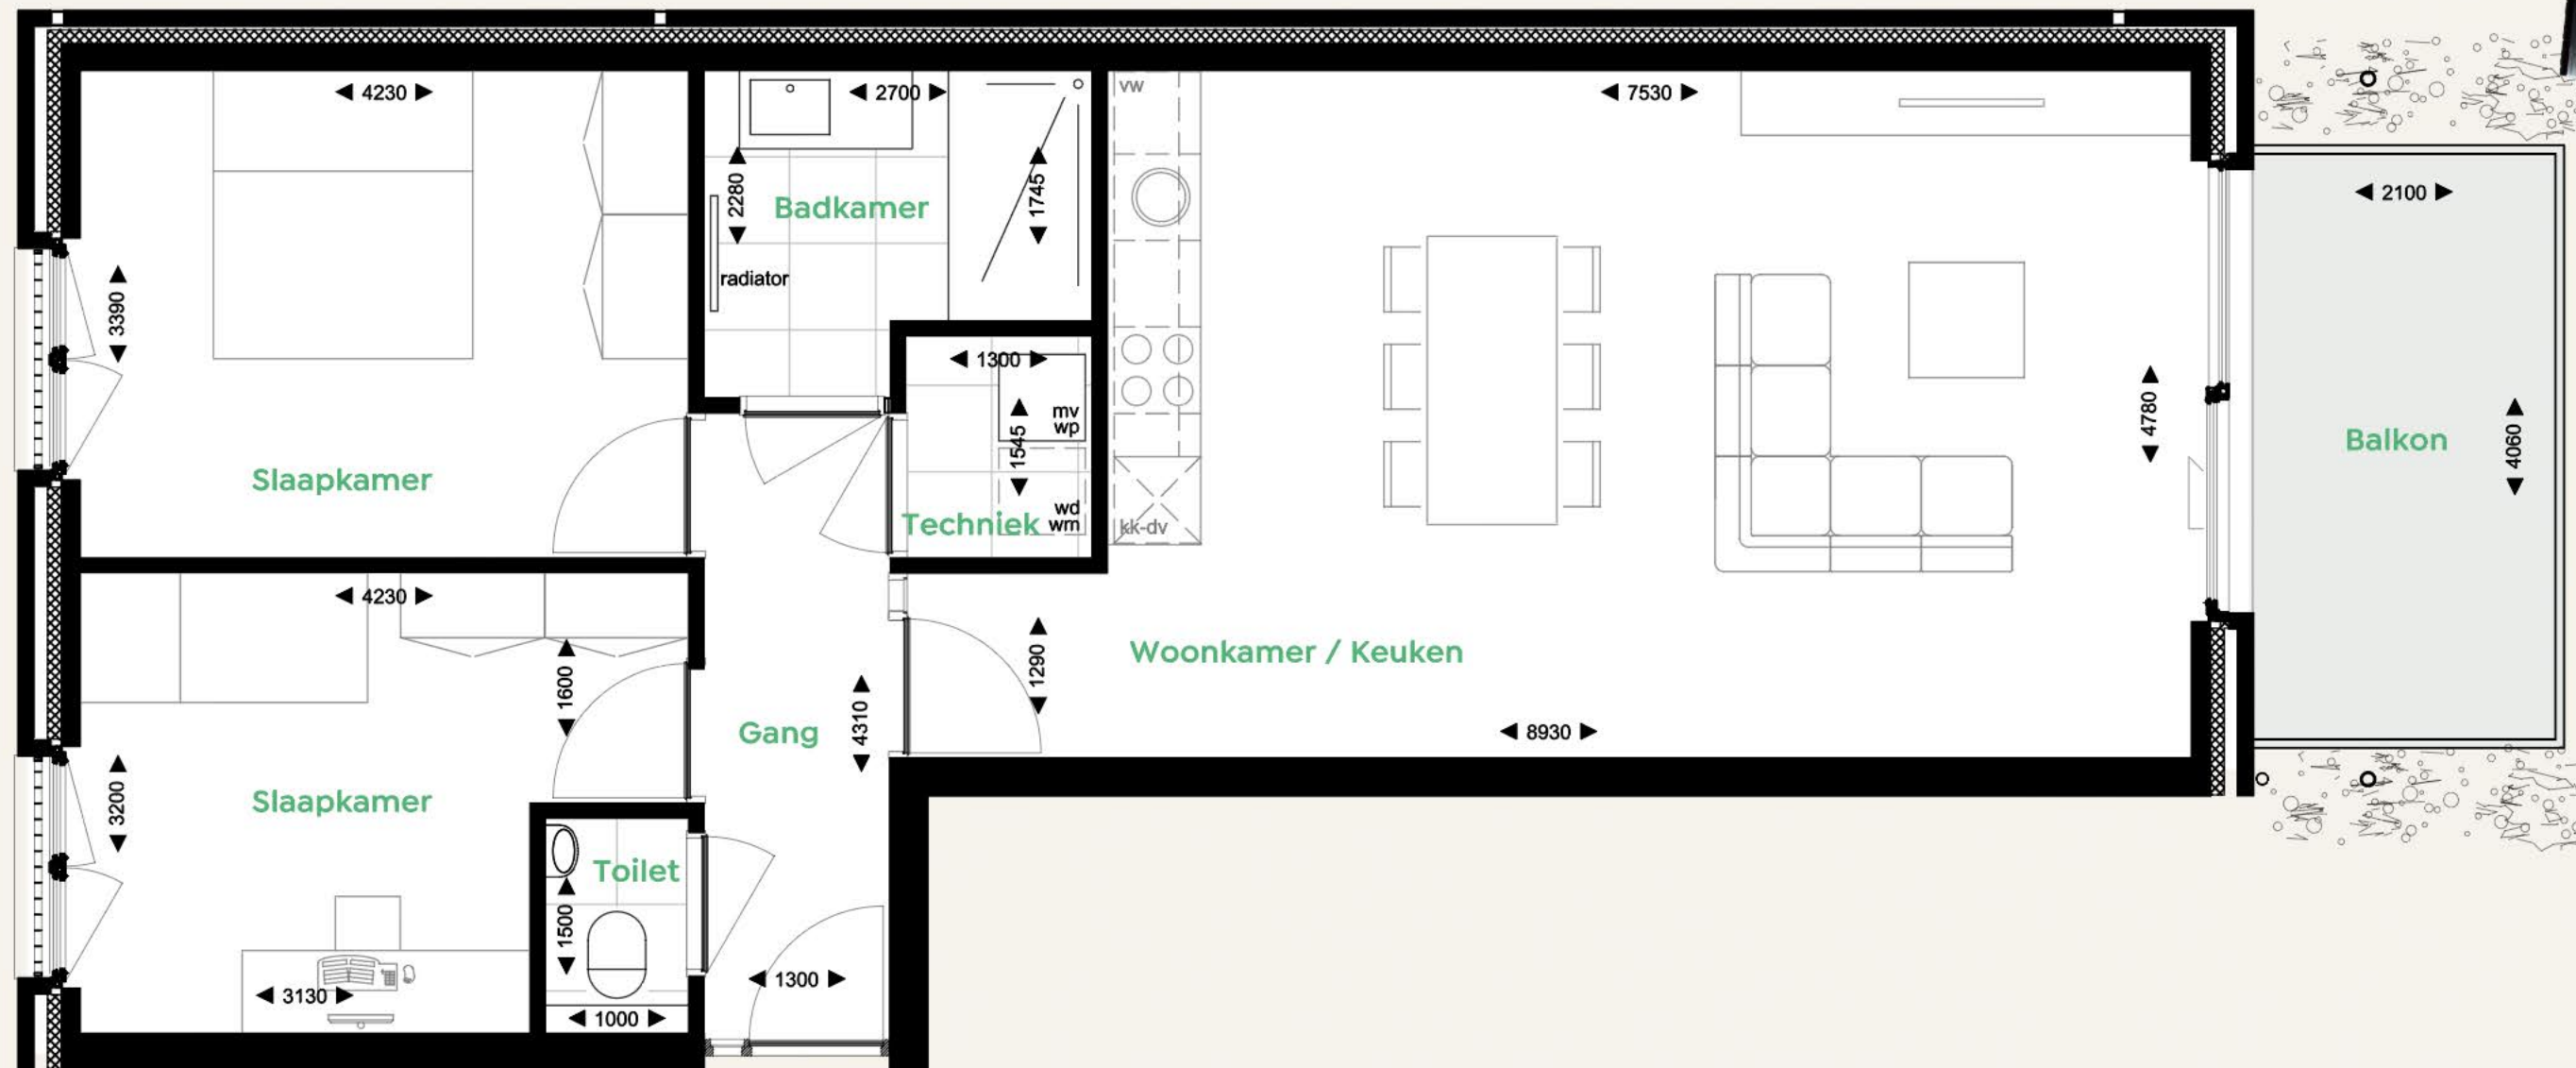 4230
2700
vw
7530
2100
2280
1745
Badkamer
radiator
3390
1300
mv
wp
1545
4780
4060
Balkon
Slaapkamer
Techniek
wd
wm
kk-dv
4230
1600
1290
Woonkamer / Keuken
4310
Gang
8930
Slaapkamer
3200
Toilet
1500
3130
1300
1000